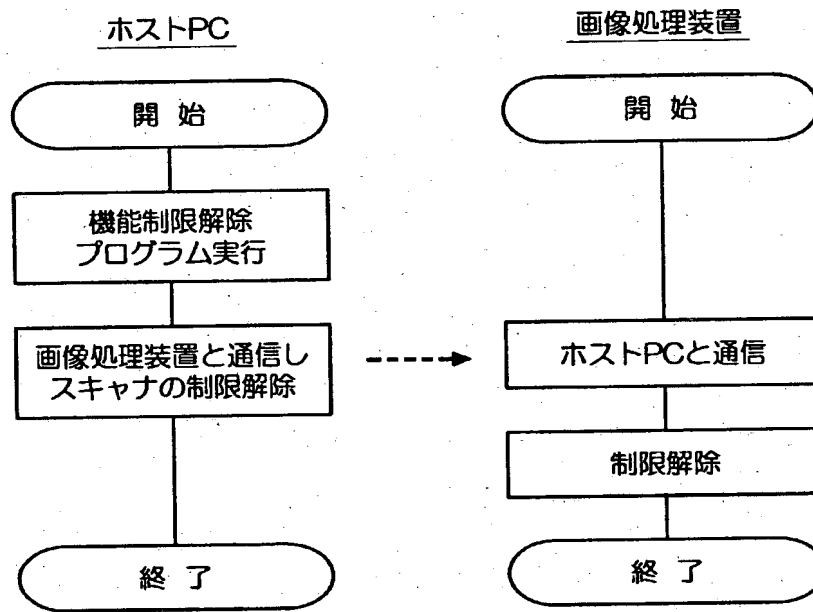 ホストPC
開始
機能制限解除
プログラム実行
画像処理装置と通信し
スキャナの制限解除
終了
画像処理装置
開始
ホストPCと通信
制限解除
終了